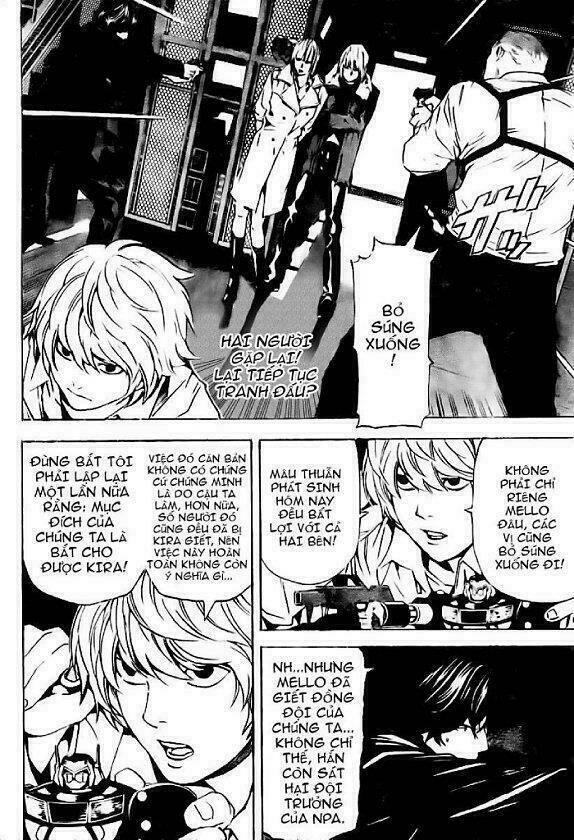 BỎ
SÚNG
XUỐNG
!
HAI NGƯỜI
GẶP LẠI!
LẠI TIẾP TỤC
TRANH ĐẤU?
KHÔNG
PHẢI CHỈ
RIÊNG
MELLO
ĐÂU, CÁC
VỊ CŨNG
BỎ SÚNG
XUỐNG ĐI!
MÂU THUẪN
PHÁT SINH
HÔM NAY
ĐỀU BẤT
LỢI VỚI CẢ
HAI BÊN!
NH...NHƯNG
MELLO ĐÃ
GIẾT ĐỒNG
ĐỘI CỦA
CHÚNG TA...
KHÔNG CHỈ
THẾ, HẮN
CÒN SÁT
HẠI ĐỘI
TRƯỞNG
CỦA NPA.
VIỆC ĐÓ CĂN BẢN
KHÔNG CÓ CHỨNG
CỨ CHỨNG MINH
LÀ DO CẬU TA
LÀM, HƠN NỮA,
SỐ NGƯỜI ĐÓ
CŨNG ĐỀU ĐÃ BỊ
KIRA GIẾT, NÊN
VIỆC NÀY HOÀN
TOÀN KHÔNG CÒN
Ý NGHĨA GÌ...
ĐỪNG BẮT TÔI
PHẢI LẶP LẠI
MỘT LẦN NỮA
RẰNG: MỤC
ĐÍCH CỦA
CHÚNG TA LÀ
BẮT CHO
ĐƯỢC KIRA!